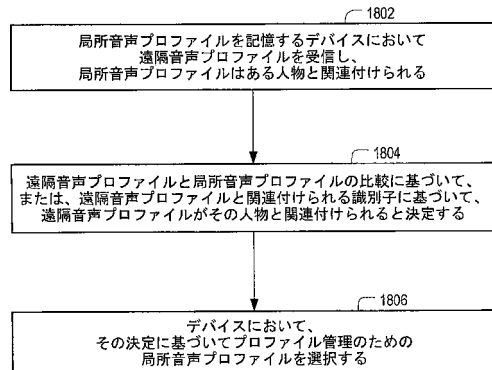 1802
局所音声プロファイルを記憶するデバイスにおいて
遠隔音声プロファイルを受信し、
局所音声プロファイルはある人物と関連付けられる
1804
遠隔音声プロファイルと局所音声プロファイルの比較に基づいて、
または、遠隔音声プロファイルと関連付けられる識別子に基づいて、
遠隔音声プロファイルがその人物と関連付けられると決定する
1806
デバイスにおいて、
その決定に基づいてプロファイル管理のための
局所音声プロファイルを選択する